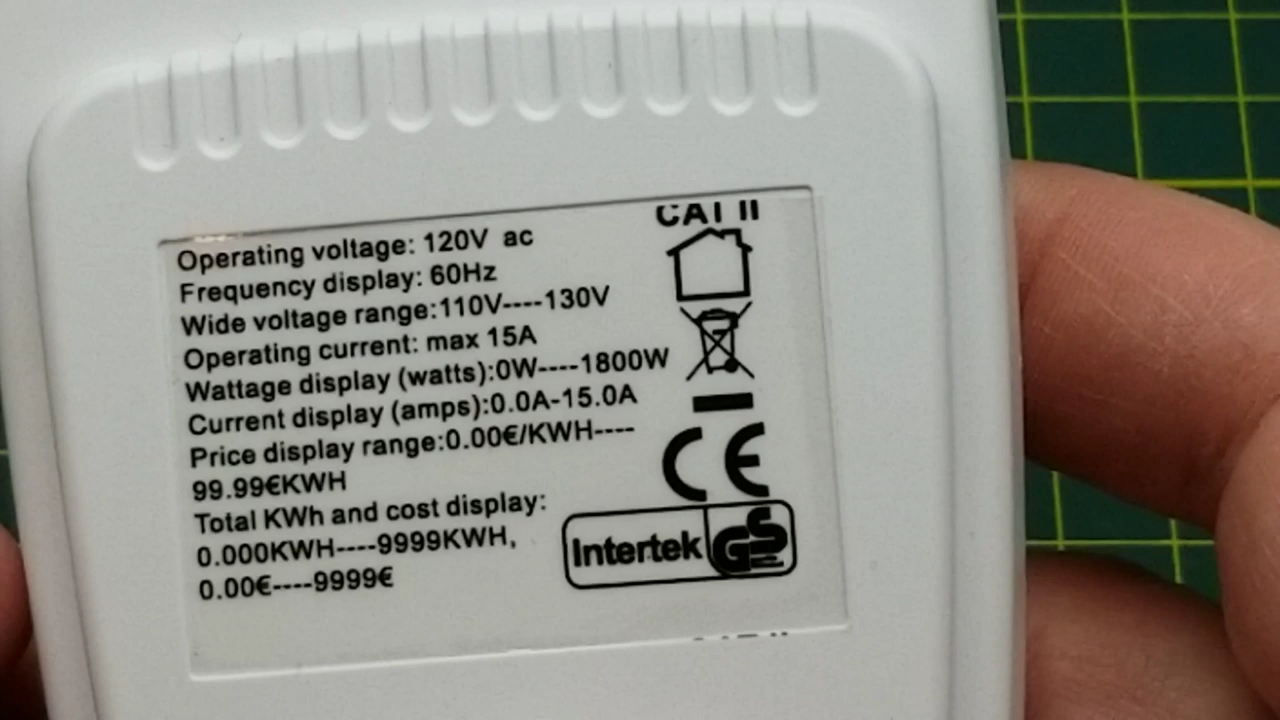 CAT II
Operating voltage: 120V ac
Frequency display: 60Hz
Wide voltage range:110V----130V
Operating current: max 15A
Wattage display (watts):0W----1800W
Current display (amps):0.0A-15.0A
Price display range:0.00€/KWH----
99.99€KWH
Total KWh and cost display:
0.000KWH----9999KWH,
0.00€----9999€
CE
Intertek GS